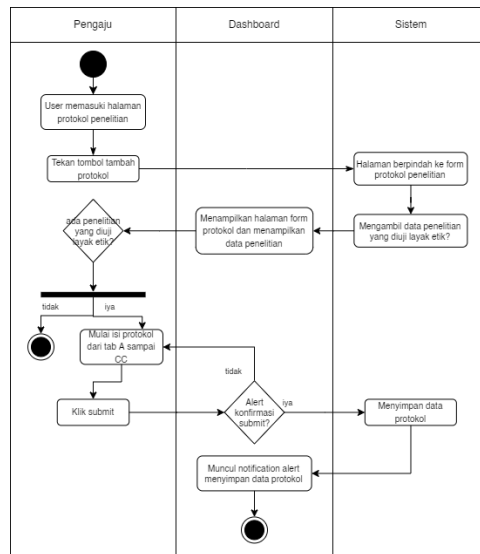 Pengaju
Dashboard
Sistem
User memasuki halaman
protokol penelitian
Tekan tombol tambah
protokol
Halaman berpindah ke form
protokol penelitian
ada penelitian
yang diuji
layak etik?
Menampilkan halaman form
protokol dan menampilkan
data penelitian
Mengambil data penelitian
yang diuji layak etik?
tidak
iya
Mulai isi protokol
dari tab A sampai
CC
tidak
Klik submit
Alert
konfirmasi
submit?
iya
Menyimpan data
protokol
Muncul notification alert
menyimpan data protokol